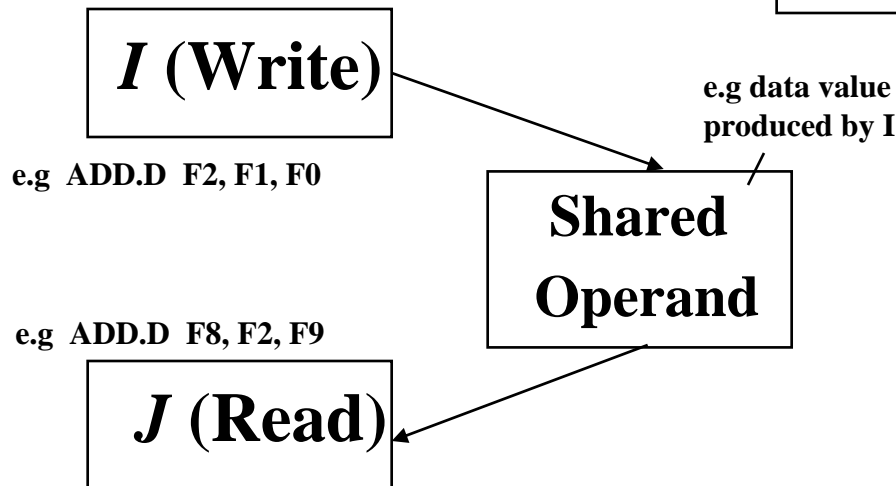 I (Write)
e.g data value
produced by I
e.g ADD.D F2, F1, F0
Shared
Operand
e.g ADD.D F8, F2, F9
J (Read)